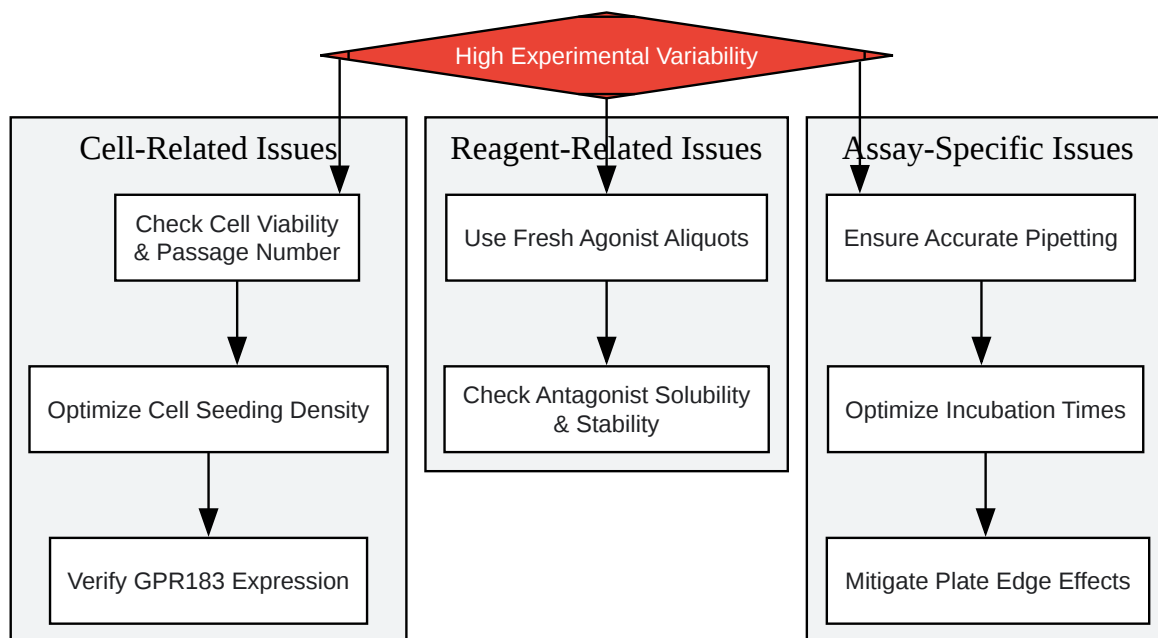 High Experimental Variability
Cell-Related Issues
Check Cell Viability
& Passage Number
Optimize Cell Seeding Density
Verify GPR183 Expression
Reagent-Related Issues
Use Fresh Agonist Aliquots
Check Antagonist Solubility
& Stability
Assay-Specific Issues
Ensure Accurate Pipetting
Optimize Incubation Times
Mitigate Plate Edge Effects